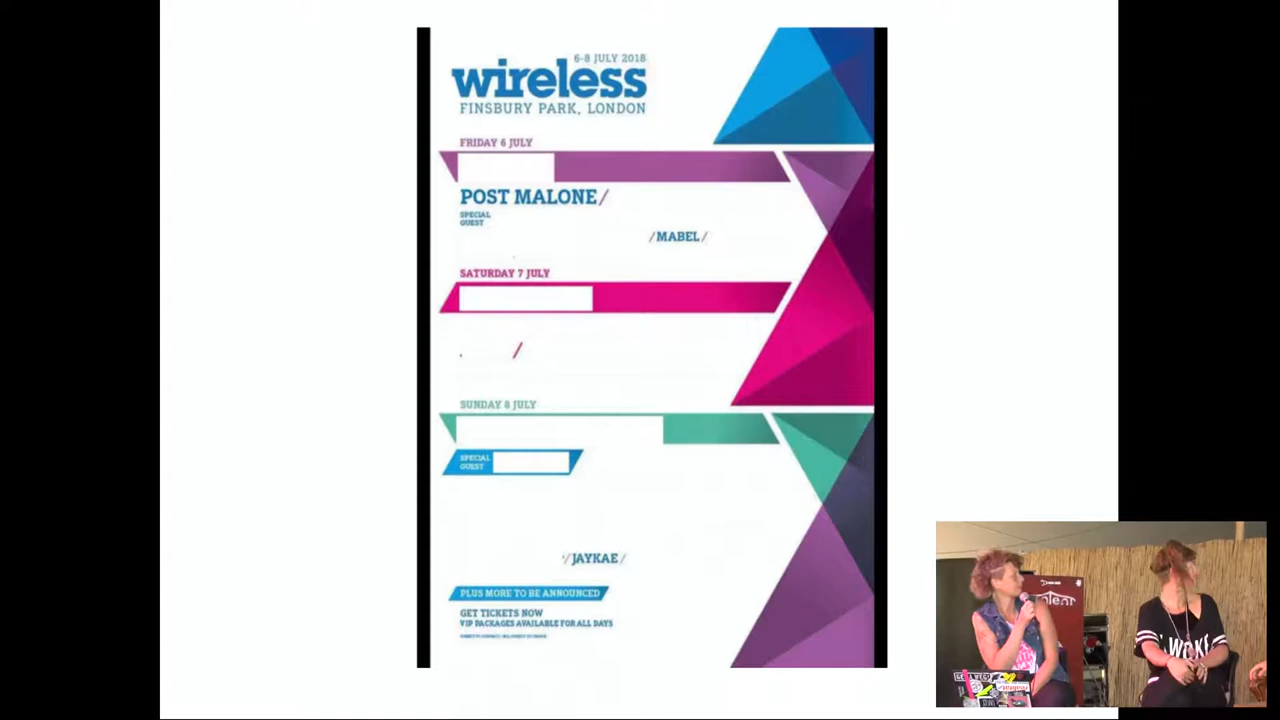 6-8 JULY 2018
wireless
FINSBURY PARK, LONDON
FRIDAY 6 JULY
POST MALONE/
SPECIAL
GUEST
/MABEL/
SATURDAY 7 JULY
/
SUNDAY 8 JULY
SPECIAL
GUEST
/JAYKAE/
PLUS MORE TO BE ANNOUNCED
GET TICKETS NOW
VIP PACKAGES AVAILABLE FOR ALL DAYS